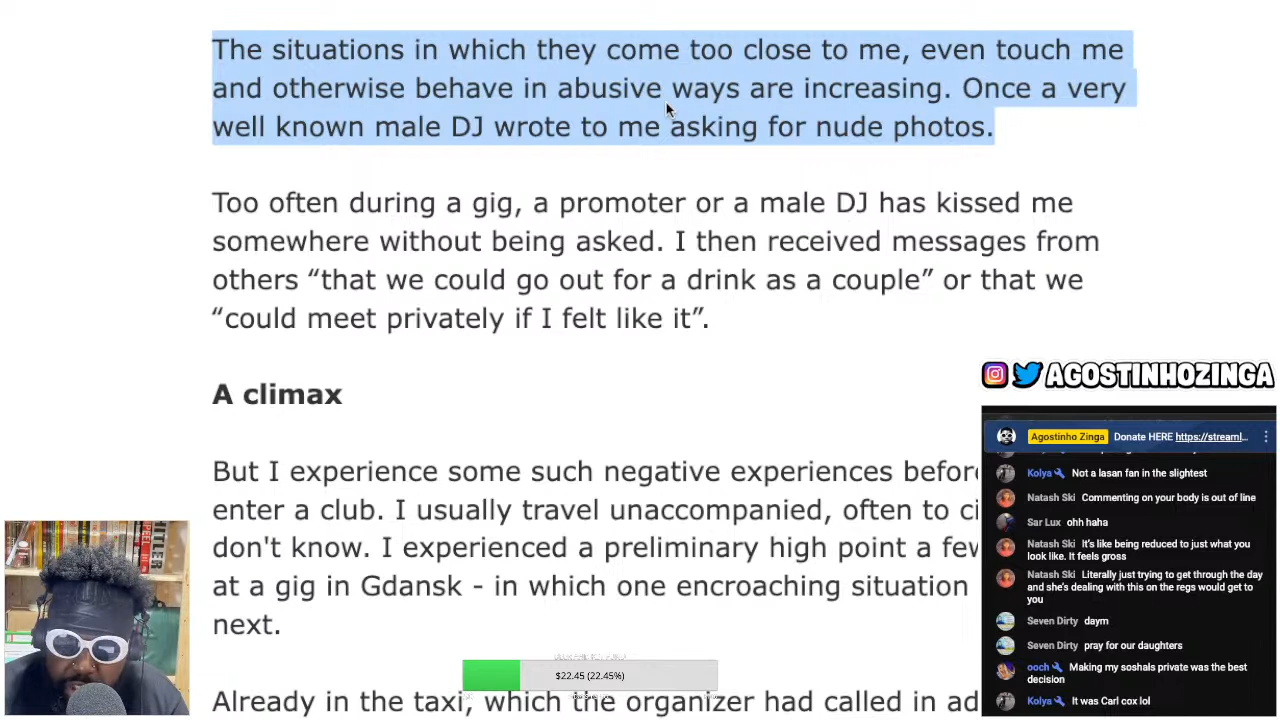 The situations in which they come too close to me, even touch me
and otherwise behave in abusive ways are increasing. Once a very
well known male DJ wrote to me asking for nude photos.
Too often during a gig, a promoter or a male DJ has kissed me
somewhere without being asked. I then received messages from
others “that we could go out for a drink as a couple” or that we
“could meet privately if I felt like it”.
A climax
But I experience some such negative experiences before
enter a club. I usually travel unaccompanied, often to ci
don't know. I experienced a preliminary high point a few
at a gig in Gdansk - in which one encroaching situation
next.
Already in the taxi, which the organizer had called in ad
$22.45 (22.45%)
AGOSTINHOZINGA
Agostinho Zinga Donate HERE https://streaml...
Kolya Not a lasan fan in the slightest
Natash Ski Commenting on your body is out of line
Sar Lux ohh haha
Natash Ski It's like being reduced to just what you
look like. It feels gross
Natash Ski Literally just trying to get through the day
and she's dealing with this on the regs would get to
you
Seven Dirty daym
Seven Dirty pray for our daughters
ooch Making my soshals private was the best
decision
Kolya It was Carl cox lol